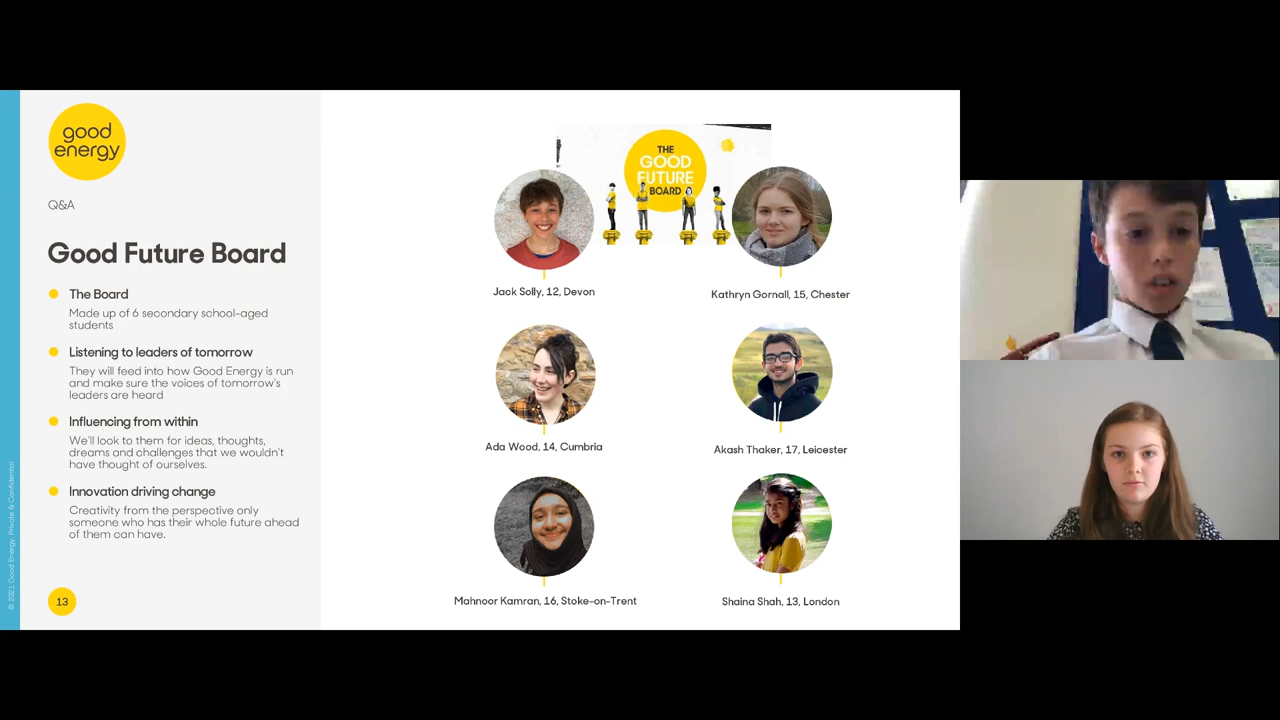 good
energy
Q&A
Good Future Board
The Board
Made up of 6 secondary school-aged
students
Listening to leaders of tomorrow
They will feed into how Good Energy is run
and make sure the voices of tomorrow's
leaders are heard
Influencing from within
We'll look to them for ideas, thoughts,
dreams and challenges that we wouldn't
have thought of ourselves.
Innovation driving change
Creativity from the perspective only
someone who has their whole future ahead
of them can have.
13
© 2021 Good Energy. Private & Confidential
THE
GOOD
FUTURE
BOARD
Jack Solly, 12, Devon
Kathryn Gornall, 15, Chester
Ada Wood, 14, Cumbria
Akash Thaker, 17, Leicester
Mahnoor Kamran, 16, Stoke-on-Trent
Shaina Shah, 13, London